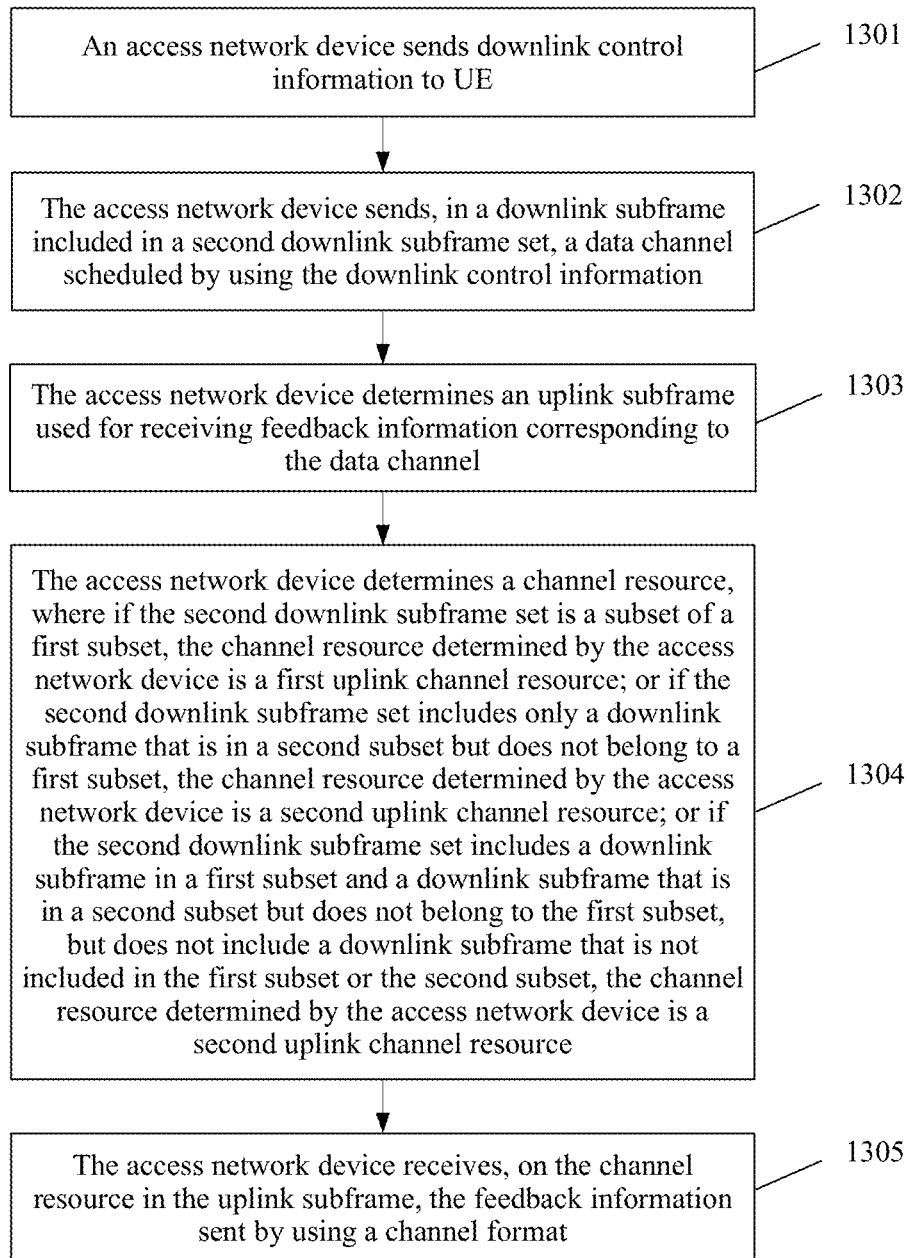 An access network device sends downlink control
information to UE
1301
The access network device sends, in a downlink subframe
included in a second downlink subframe set, a data channel
scheduled by using the downlink control information
1302
The access network device determines an uplink subframe
used for receiving feedback information corresponding to
the data channel
1303
The access network device determines a channel resource,
where if the second downlink subframe set is a subset of a
first subset, the channel resource determined by the access
network device is a first uplink channel resource; or if the
second downlink subframe set includes only a downlink
subframe that is in a second subset but does not belong to a
first subset, the channel resource determined by the access
network device is a second uplink channel resource; or if
the second downlink subframe set includes a downlink
subframe in a first subset and a downlink subframe that is
in a second subset but does not belong to the first subset,
but does not include a downlink subframe that is not
included in the first subset or the second subset, the channel
resource determined by the access network device is a
second uplink channel resource
1304
The access network device receives, on the channel
resource in the uplink subframe, the feedback information
sent by using a channel format
1305